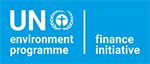 UN
environment
programme
finance
initiative